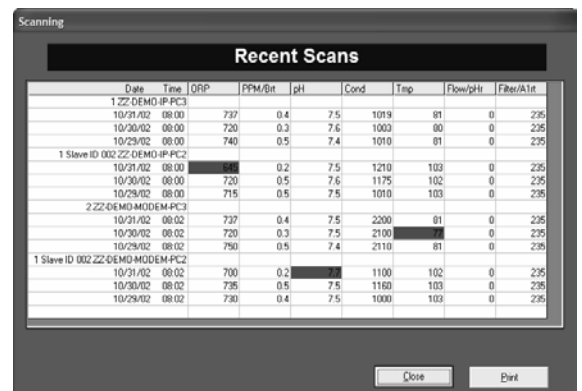 Scanning
Recent Scans
Date Time ORP PPM/Brt pH Cond Tmp Flow/pHr Filter/A1rt
1 ZZ-DEMO-IP-PC3
10/31/02 08:00 737 0.4 7.5 1019 81 0 235
10/30/02 08:00 720 0.3 7.6 1003 80 0 235
10/29/02 08:00 740 0.5 7.4 1010 81 0 235
1 Slave ID 002 ZZ-DEMO-IP-PC2
10/31/02 08:00 645 0.2 7.5 1210 103 0 235
10/30/02 08:00 720 0.5 7.6 1175 102 0 235
10/29/02 08:00 715 0.5 7.5 1010 103 0 235
2 ZZ-DEMO-MODEM-PC3
10/31/02 08:02 737 0.4 7.5 2200 81 0 235
10/30/02 08:02 720 0.3 7.5 2100 77 0 235
10/29/02 08:02 750 0.5 7.4 2110 81 0 235
1 Slave ID 002 ZZ-DEMO-MODEM-PC2
10/31/02 08:02 700 0.2 7.7 1100 102 0 235
10/30/02 08:02 735 0.5 7.5 1160 103 0 235
10/29/02 08:02 730 0.4 7.5 1000 103 0 235
Close Print